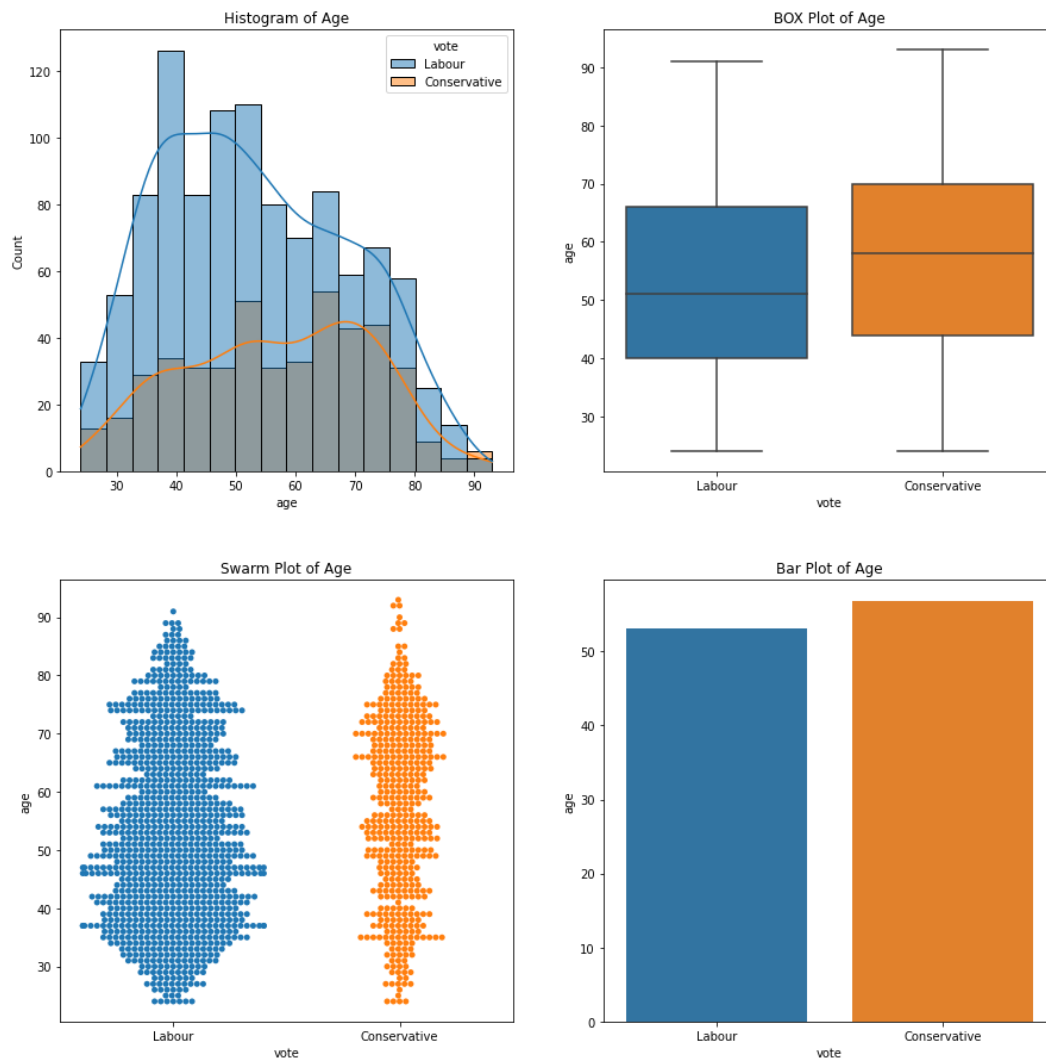 Histogram of Age
vote
Labour
Conservative
120
100
80
60
40
20
0
Count
30 40 50 60 70 80 90
age
BOX Plot of Age
90
80
70
60
50
40
30
age
Labour Conservative
vote
Swarm Plot of Age
90
80
70
60
50
40
30
age
Labour Conservative
vote
Bar Plot of Age
50
40
30
20
10
0
age
Labour Conservative
vote